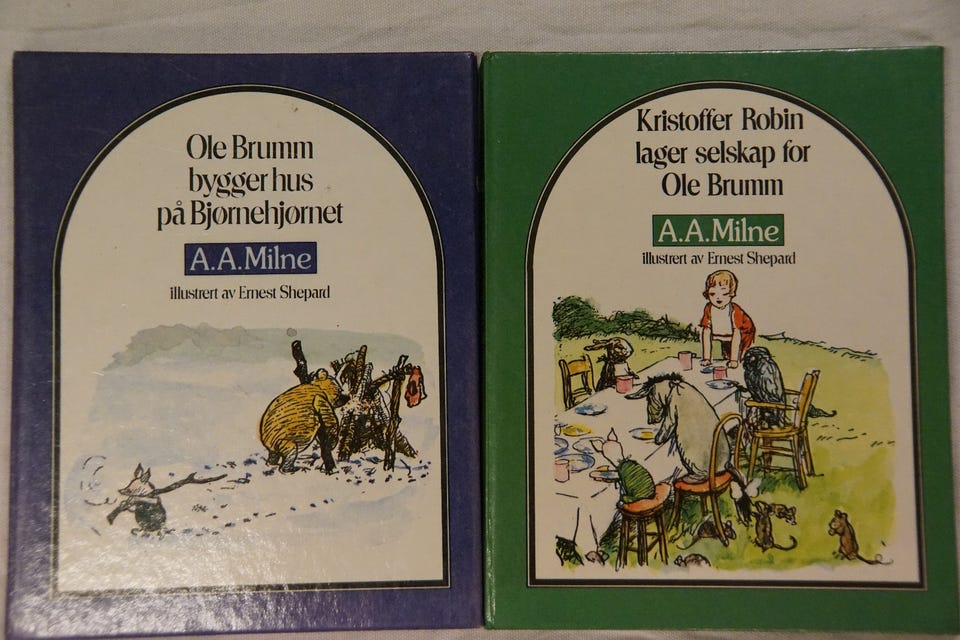 Ole Brumm
bygger hus
på Bjørnehjørnet
A.A.Milne
illustrert av Ernest Shepard
Kristoffer Robin
lager selskap for
Ole Brumm
A.A.Milne
illustrert av Ernest Shepard